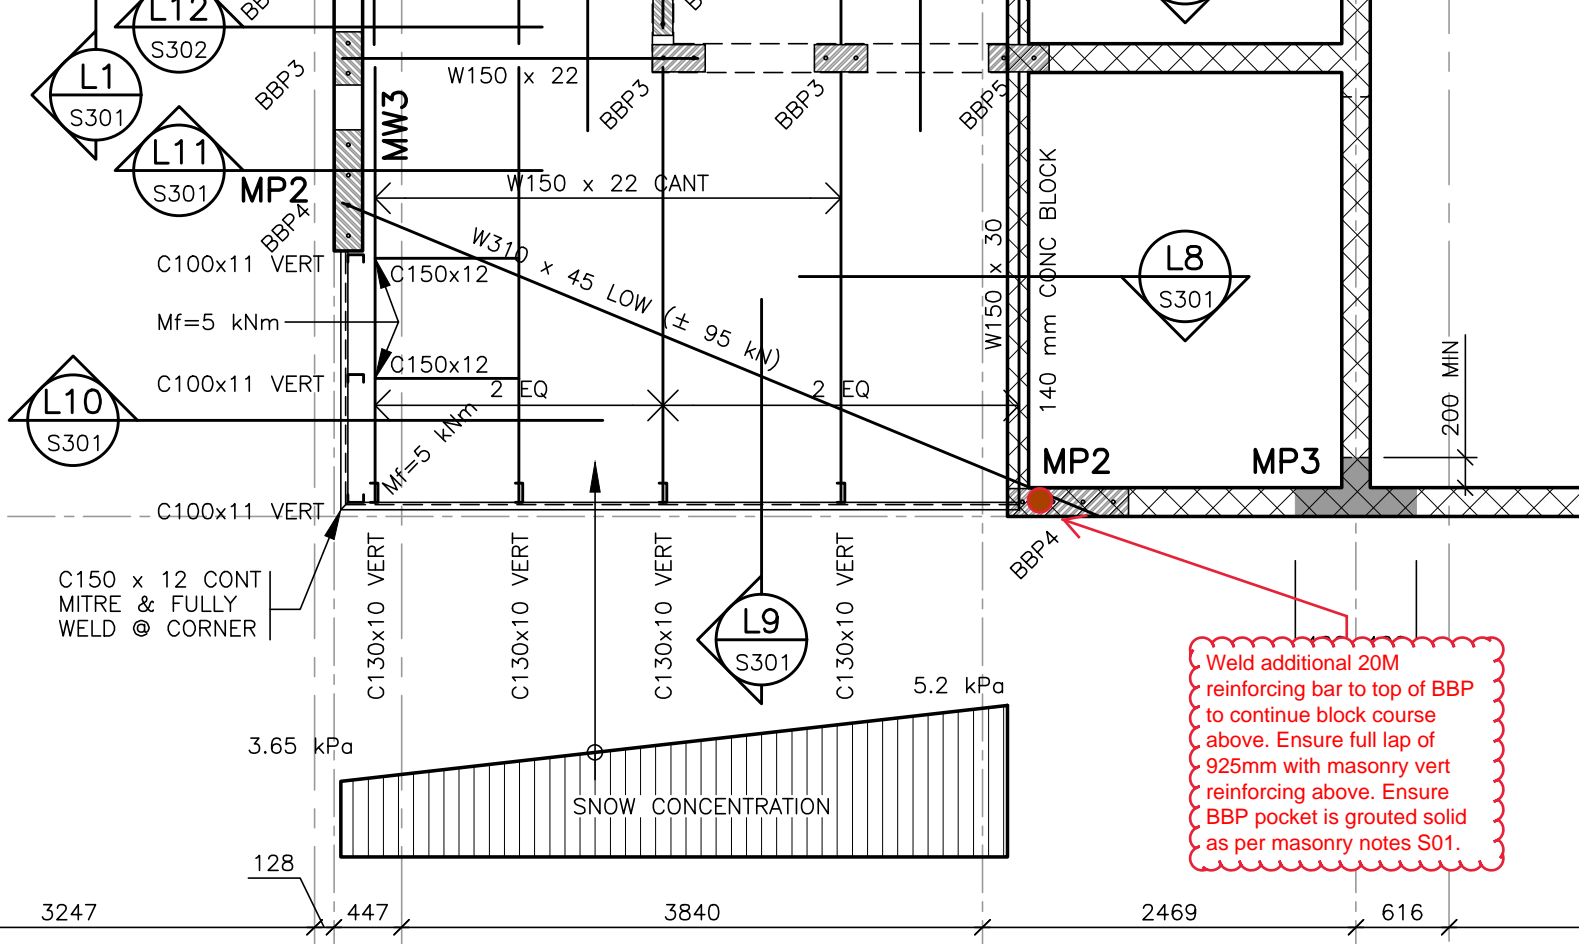 L12
S302
L1
S301
BBP3
W150 x 22
BBP3
BBP3
BBP5
MW3
L11
S301
MP2
BBP4
W150 x 22 CANT
C100x11 VERT
C150x12
W310 x 45 LOW (± 95 kN)
W150 x 30
140 mm CONC BLOCK
L8
S301
Mf=5 kNm
C150x12
C100x11 VERT
2 EQ
2 EQ
200 MIN
L10
S301
Mf=5 kNm
MP2
MP3
C100x11 VERT
BBP4
C150 x 12 CONT
MITRE & FULLY
WELD @ CORNER
C130x10 VERT
C130x10 VERT
C130x10 VERT
C130x10 VERT
L9
S301
Weld additional 20M
reinforcing bar to top of BBP
to continue block course
above. Ensure full lap of
925mm with masonry vert
reinforcing above. Ensure
BBP pocket is grouted solid
as per masonry notes S01.
5.2 kPa
3.65 kPa
SNOW CONCENTRATION
128
3247
447
3840
2469
616